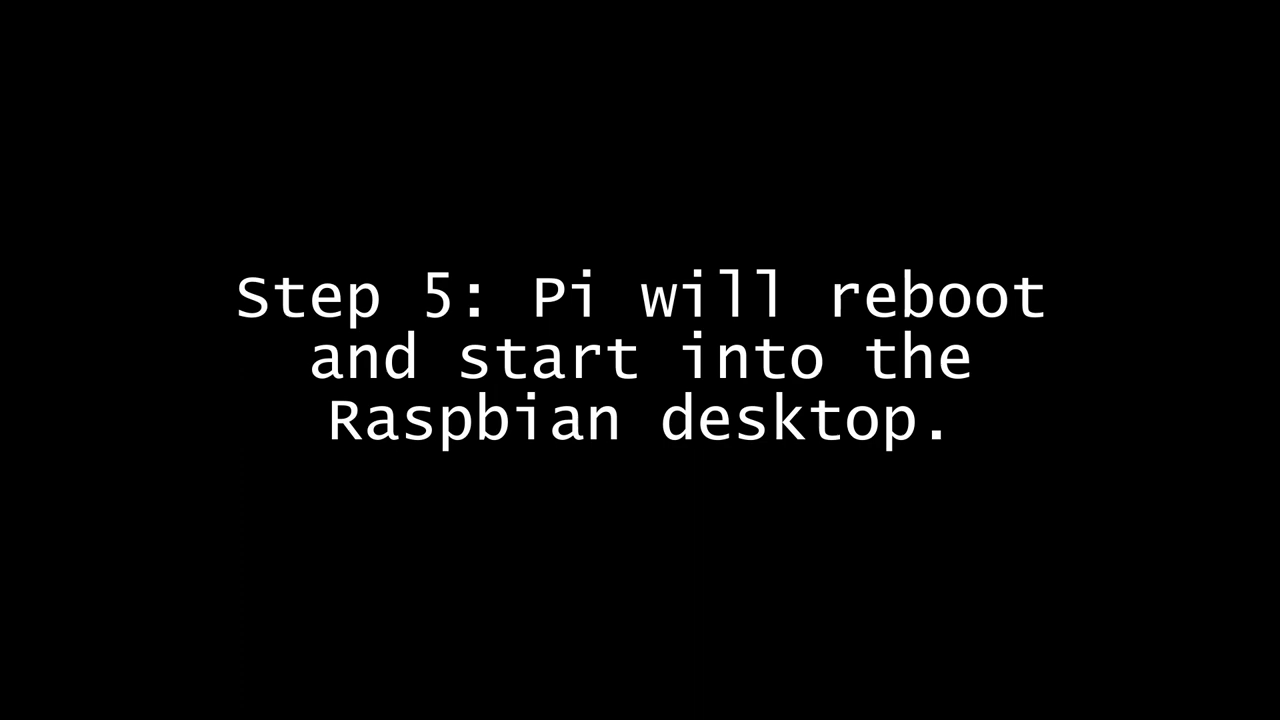 Step 5: Pi will reboot
and start into the
Raspbian desktop.